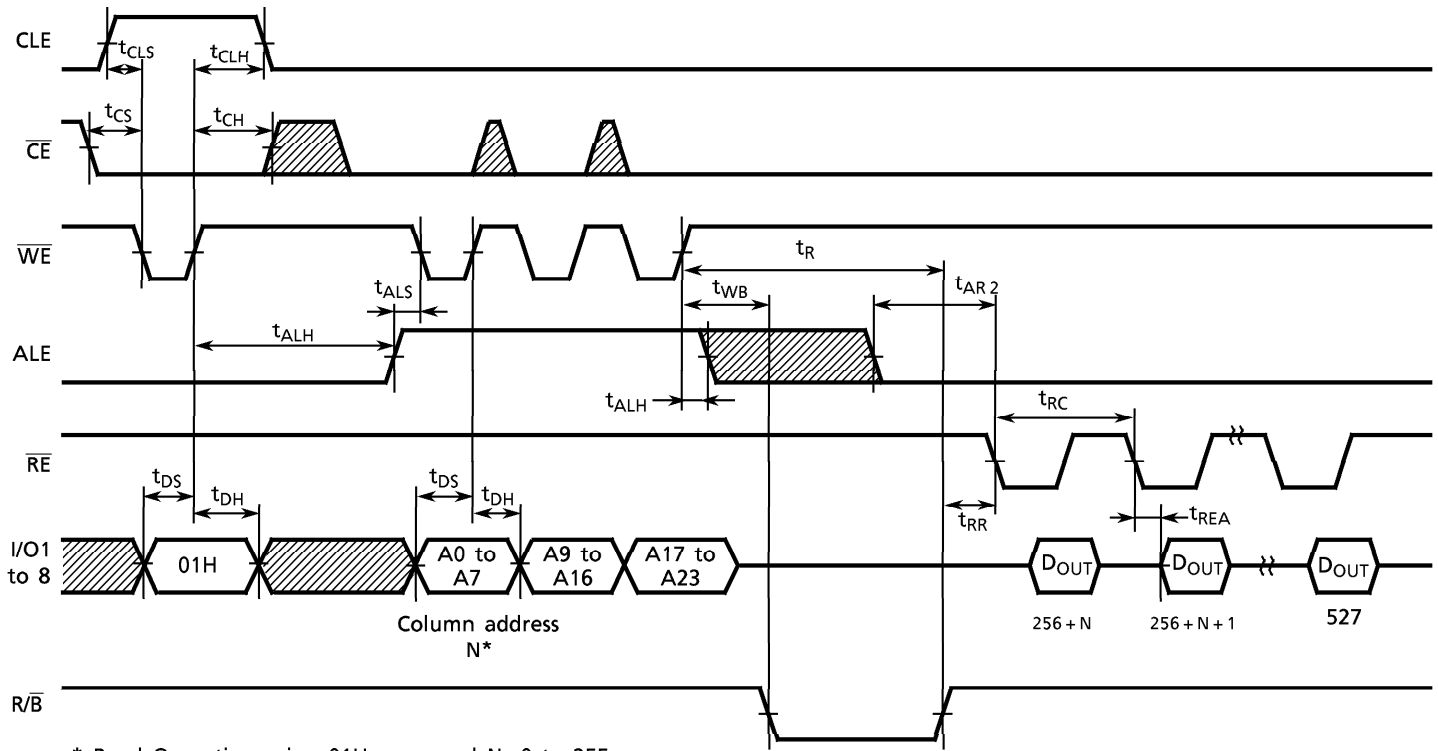 CLE
tCLS
tCLH
CE
tCS
tCH
WE
tR
tALS
tWB
tAR2
ALE
tALH
tALH
tRC
RE
tDS
tDH
tDS
tDH
tRR
tREA
I/O1
to 8
01H
A0 to
A7
A9 to
A16
A17 to
A23
DOUT
DOUT
DOUT
Column address
N*
256 + N
256 + N + 1
527
R/B